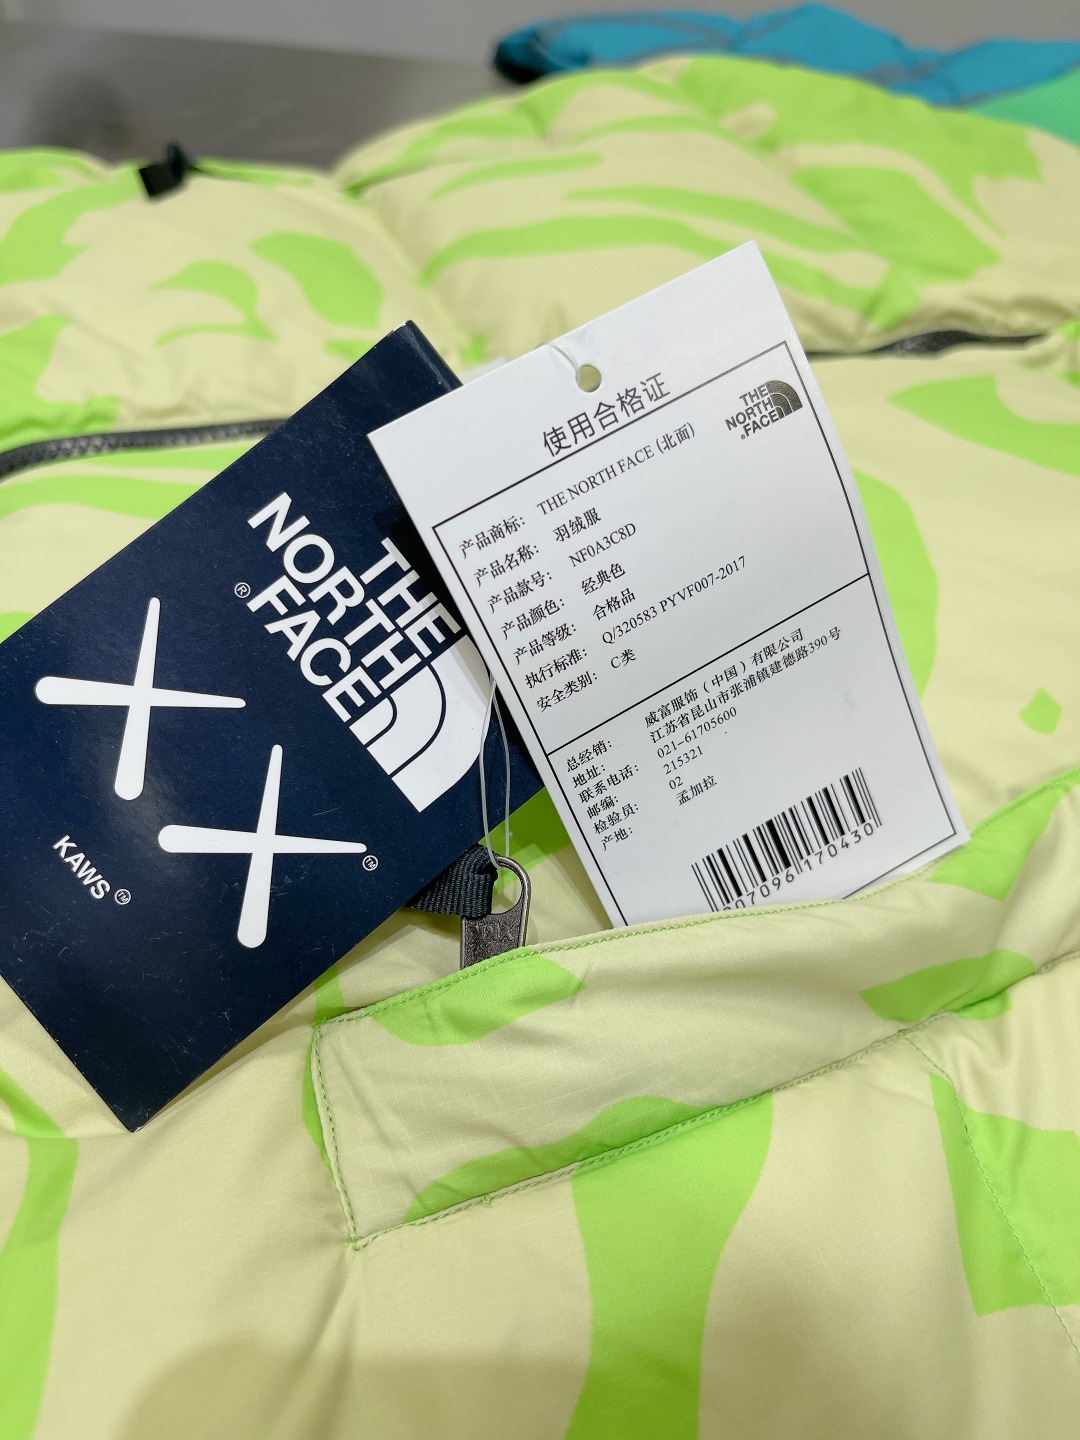 THE
NORTH
FACE
®
KAWS™
™
使用合格证
THE
NORTH
FACE
产品商标: THE NORTH FACE (北面)
产品名称: 羽绒服
产品款号: NF0A3C8D
产品颜色: 经典色
产品等级: 合格品
执行标准: Q/320583 PYVF007-2017
安全类别: C类
总经销: 威富服饰(中国)有限公司
地址: 江苏省昆山市张浦镇建德路390号
联系电话: 021-61705600
邮编: 215321
检验员: 02
产地: 孟加拉
07096170430